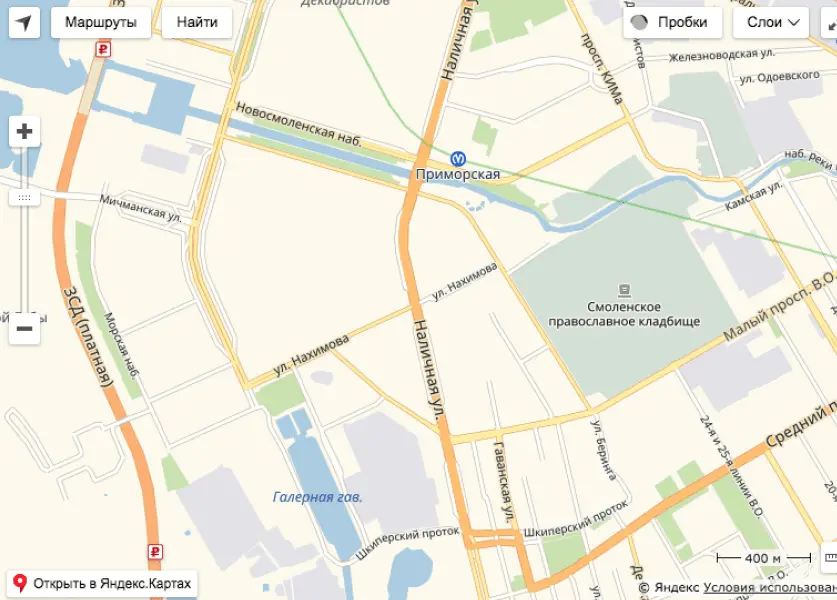 Декабристов
Маршруты
Найти
Пробки
Слои
Наличная у
просп. КИМа
Железноводская ул.
ул. Одоевского
Новосмоленская наб.
Приморская
наб. реки
Камская ул.
Мичманская ул.
ул. Нахимова
Смоленское
православное кладбище
Малый просп. В.О.
ЗСД (платная)
Морская наб.
ул. Нахимова
Наличная ул.
24-я и 25-я линии В.О.
Средний п
ул. Беринга
Гаванская ул.
Галерная гав.
Шкиперский проток
Шкиперский проток
400 м
Открыть в Яндекс.Картах
© Яндекс Условия использован